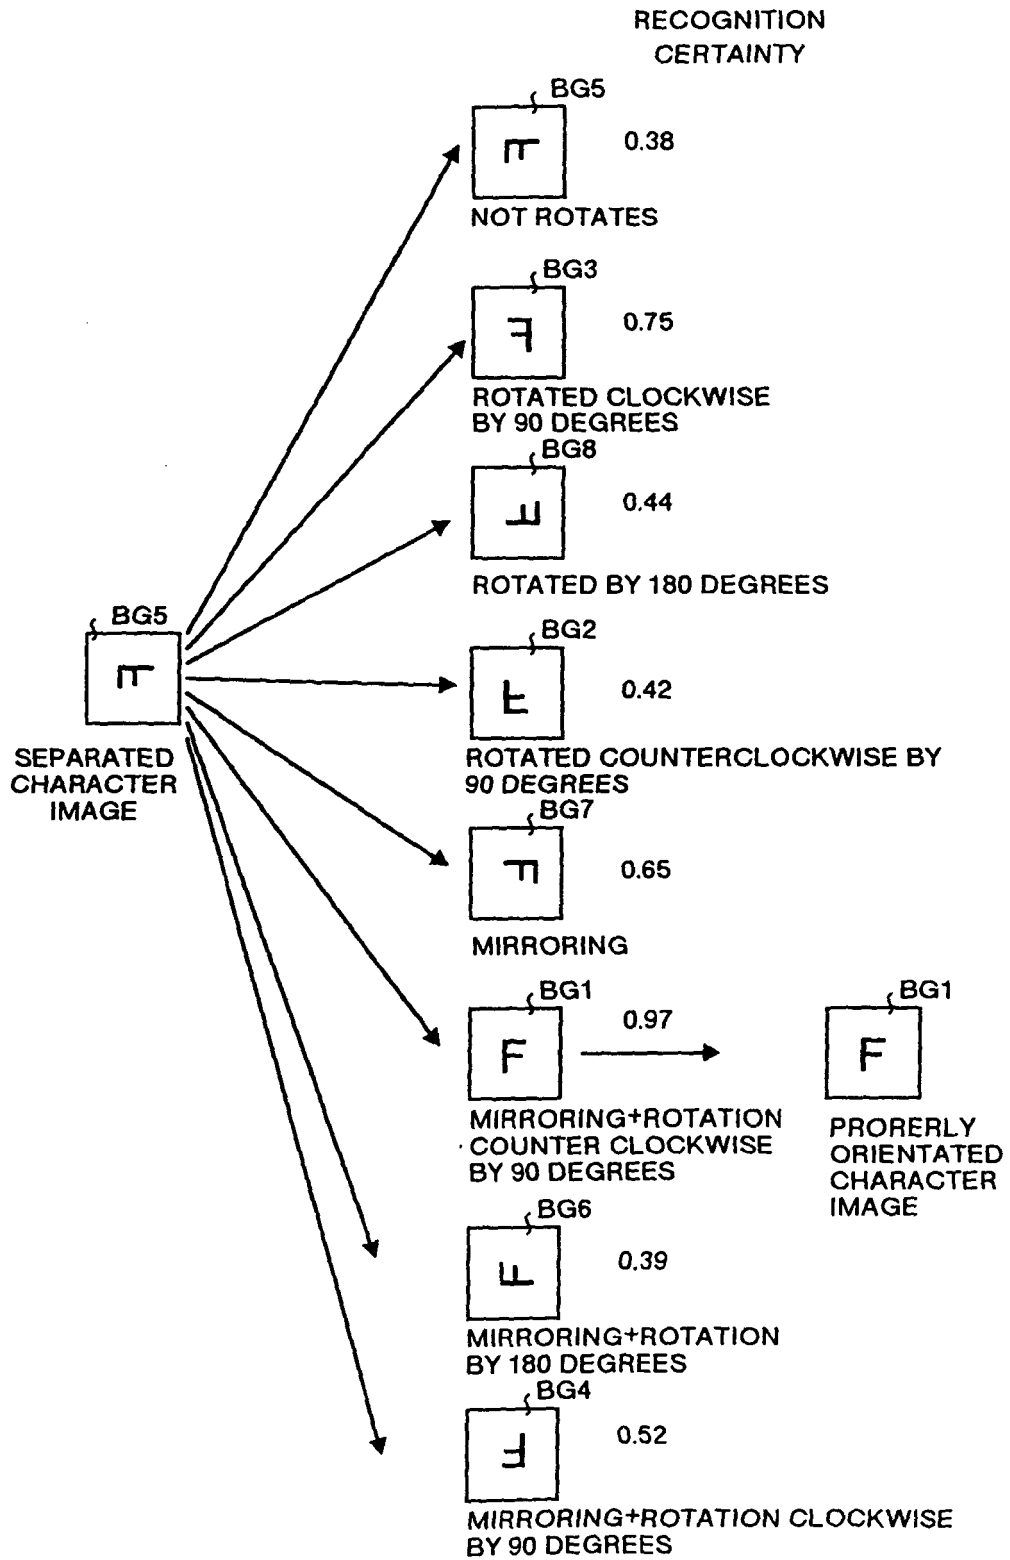 RECOGNITION
CERTAINTY
BG5
0.38
NOT ROTATES
BG3
0.75
ROTATED CLOCKWISE
BY 90 DEGREES
BG8
0.44
ROTATED BY 180 DEGREES
BG5
SEPARATED
CHARACTER
IMAGE
BG2
0.42
ROTATED COUNTERCLOCKWISE BY
90 DEGREES
BG7
0.65
MIRRORING
BG1
F
0.97
MIRRORING+ROTATION
COUNTER CLOCKWISE
BY 90 DEGREES
BG1
F
PRORERLY
ORIENTATED
CHARACTER
IMAGE
BG6
0.39
MIRRORING+ROTATION
BY 180 DEGREES
BG4
0.52
MIRRORING+ROTATION CLOCKWISE
BY 90 DEGREES